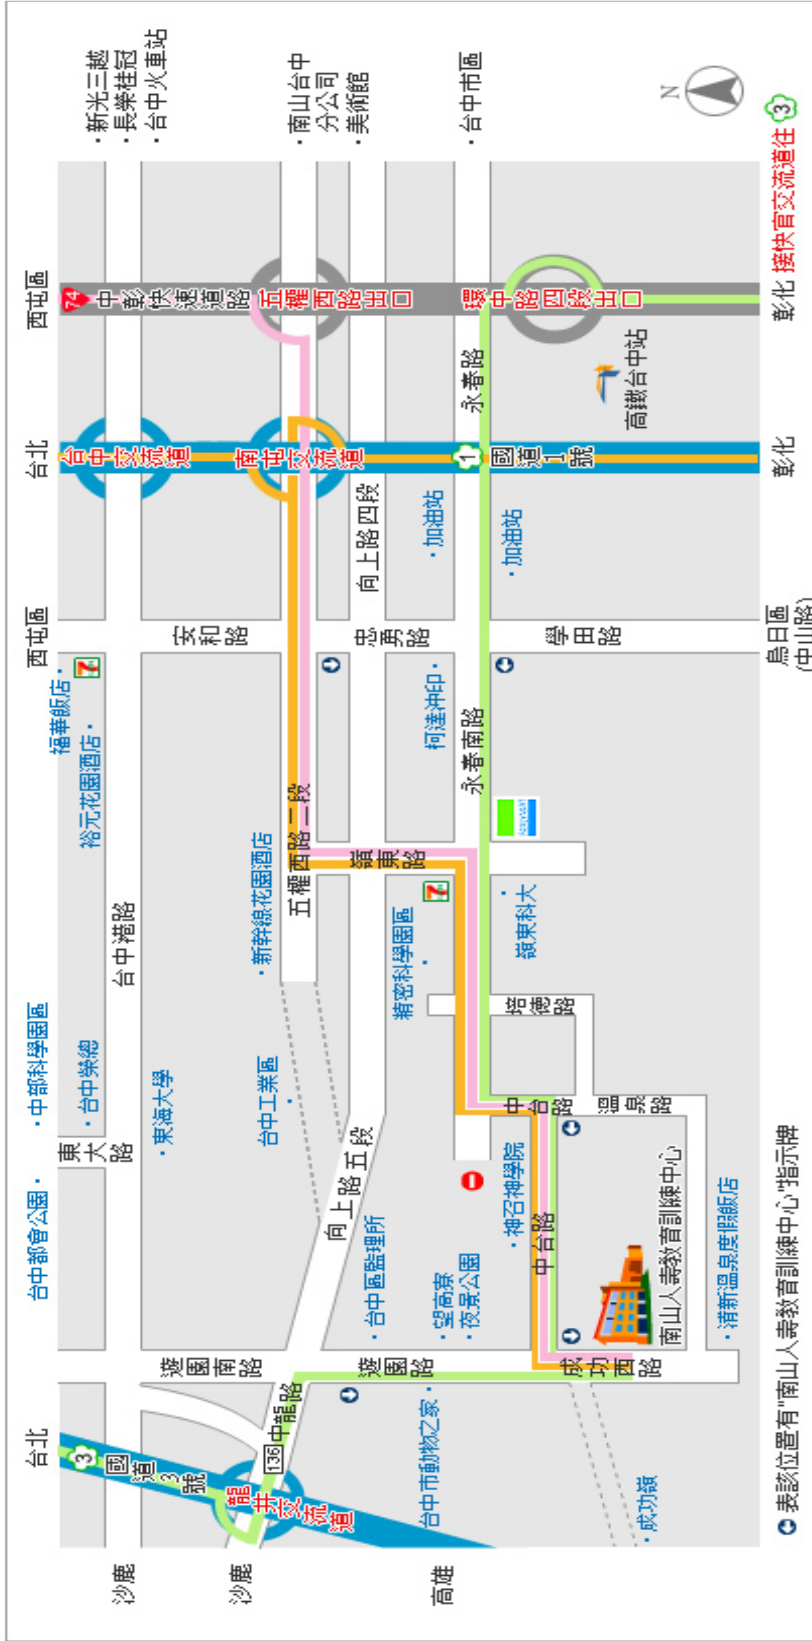 台北
沙鹿
沙鹿
高雄
3
國道3號
龍井交流道
136
中龍路
遊園南路
遊園路
成功西路
台中市動物之家
成功嶺
台中都會公園
中部科學園區
東大路
台中榮總
東海大學
台中港路
台中工業區
向上路五段
台中區監理所
望高寮
夜景公園
神召神學院
中台路
中台路
溫泉路
南山人壽教育訓練中心
清新溫泉度假飯店
培德路
精密科學園區
嶺東科大
嶺東路
新幹線花園酒店
五權西路二段
7
福華飯店
裕元花園酒店
7
西屯區
安和路
忠勇路
學田路
烏日區
(中山路)
柯達沖印
永春南路
向上路四段
加油站
加油站
台北
台中交流道
南屯交流道
1
國道1號
彰化
永春路
高鐵台中站
西屯區
74
中彰快速道路
五權西路出口
環中路四段出口
彰化
接快官交流道往
3
新光三越
長榮桂冠
台中火車站
南山台中
分公司
美術館
台中市區
N
表該位置有"南山人壽教育訓練中心"指示牌